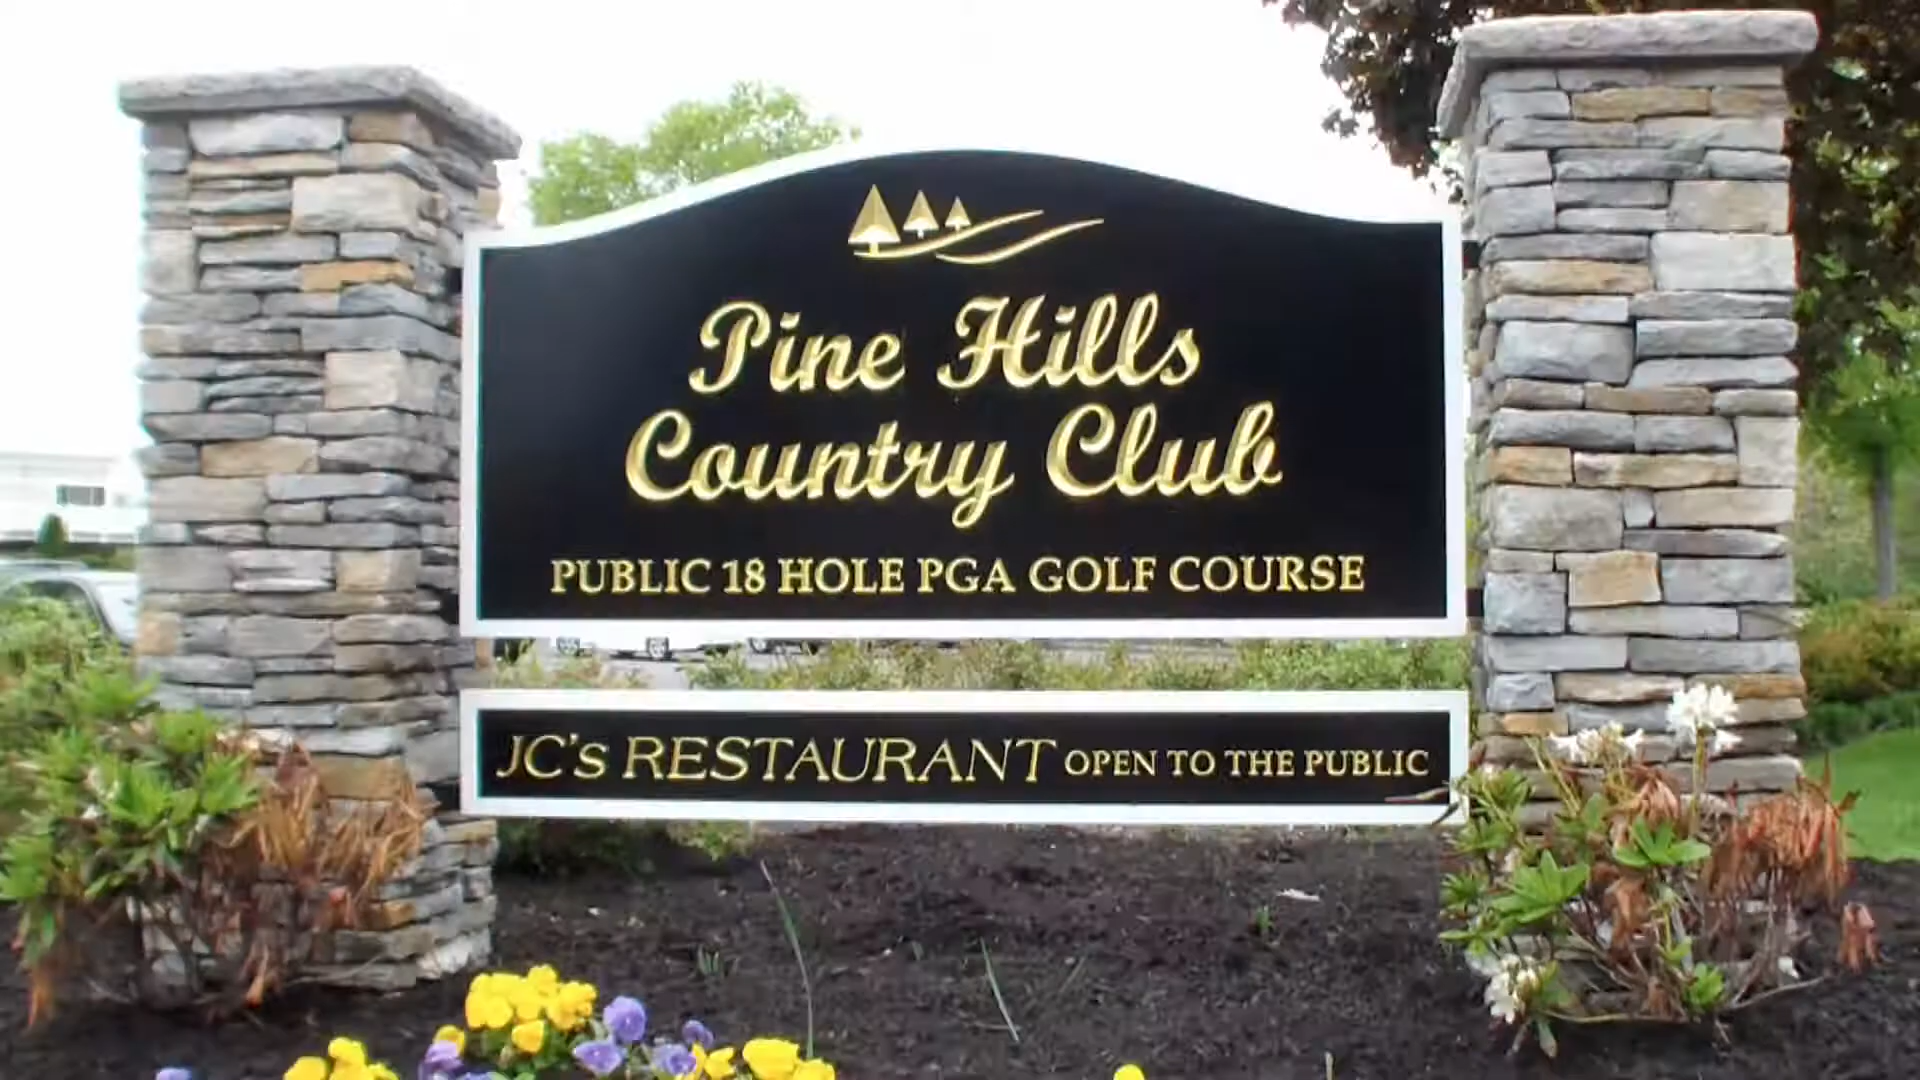 Pine Hills
Country Club
PUBLIC 18 HOLE PGA GOLF COURSE
JC's RESTAURANT OPEN TO THE PUBLIC